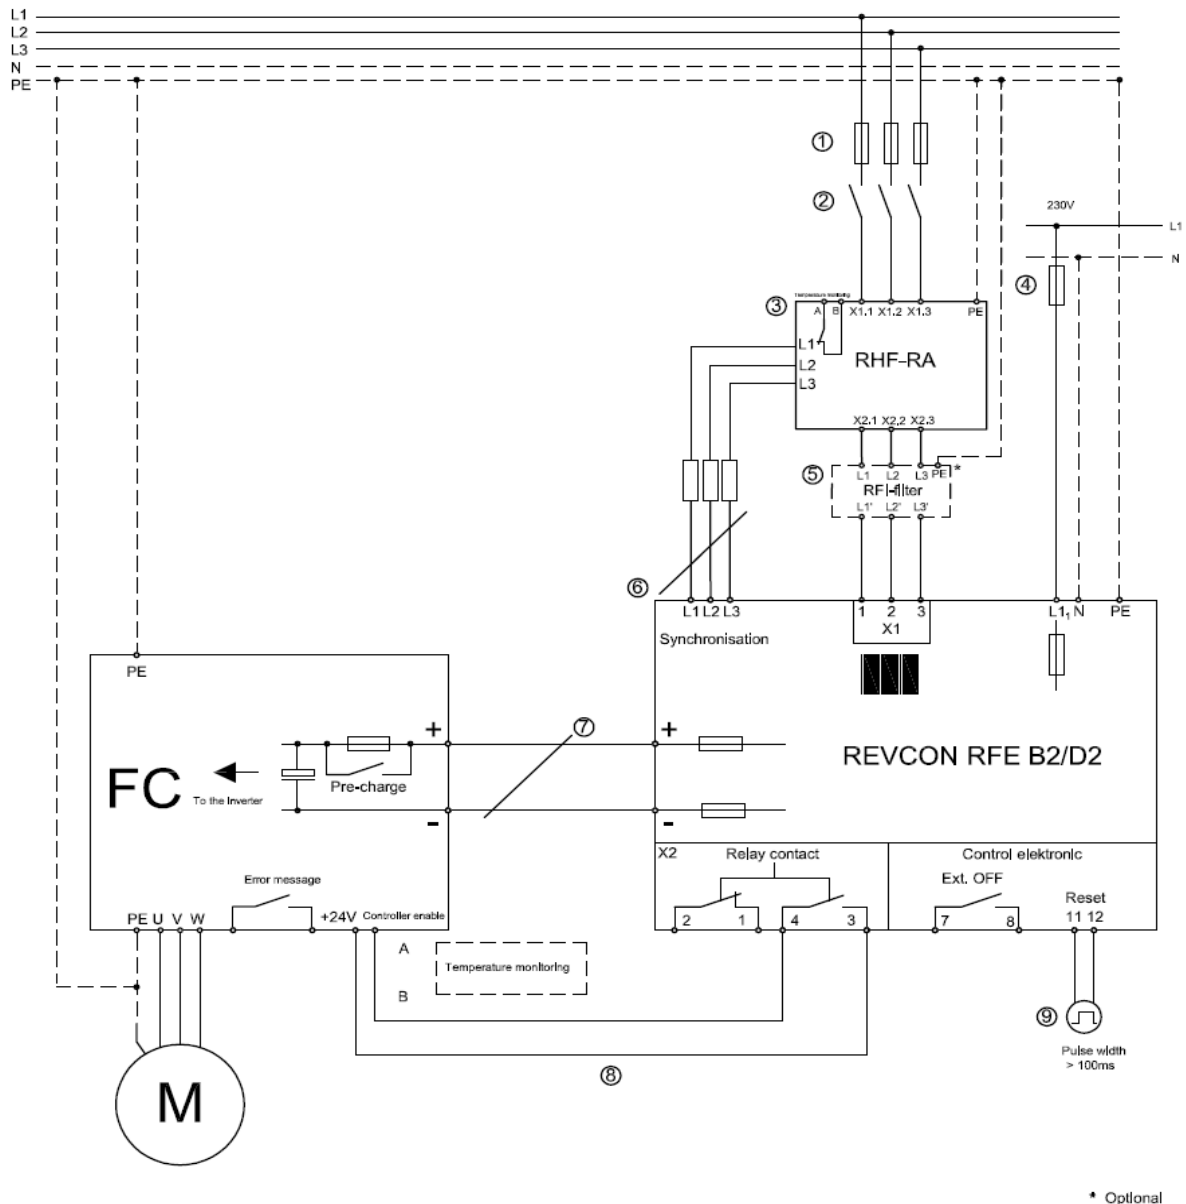 L1
L2
L3
N
PE
①
②
230V
L1
N
③
Temperature monitoring
A B X1.1 X1.2 X1.3 PE
④
L1
L2
L3
RHF-RA
X2.1 X2.2 X2.3
⑤
L1 L2 L3 PE *
RFI-filter
L1' L2' L3'
⑥
L1 L2 L3
1 2 3
L1₁ N PE
Synchronisation
X1
PE
+
⑦
+
REVCON RFE B2/D2
FC
To the Inverter
Pre-charge
-
-
X2
Relay contact
Control elektronic
Ext. OFF
Error message
Reset
PE U V W
+24V
Controller enable
2 1 4 3
7 8
11 12
A
Temperature monitoring
B
⑨
Pulse width
> 100ms
⑧
M
* Optional